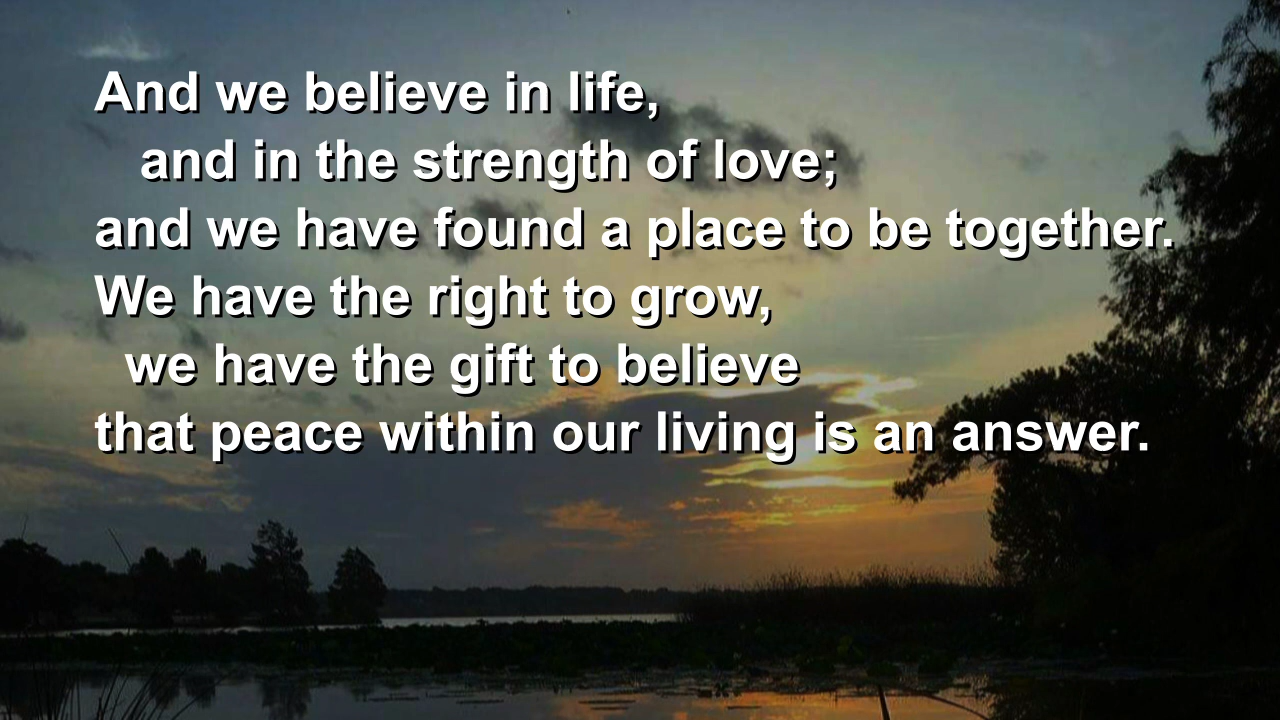 And we believe in life,
and in the strength of love;
and we have found a place to be together.
We have the right to grow,
we have the gift to believe
that peace within our living is an answer.